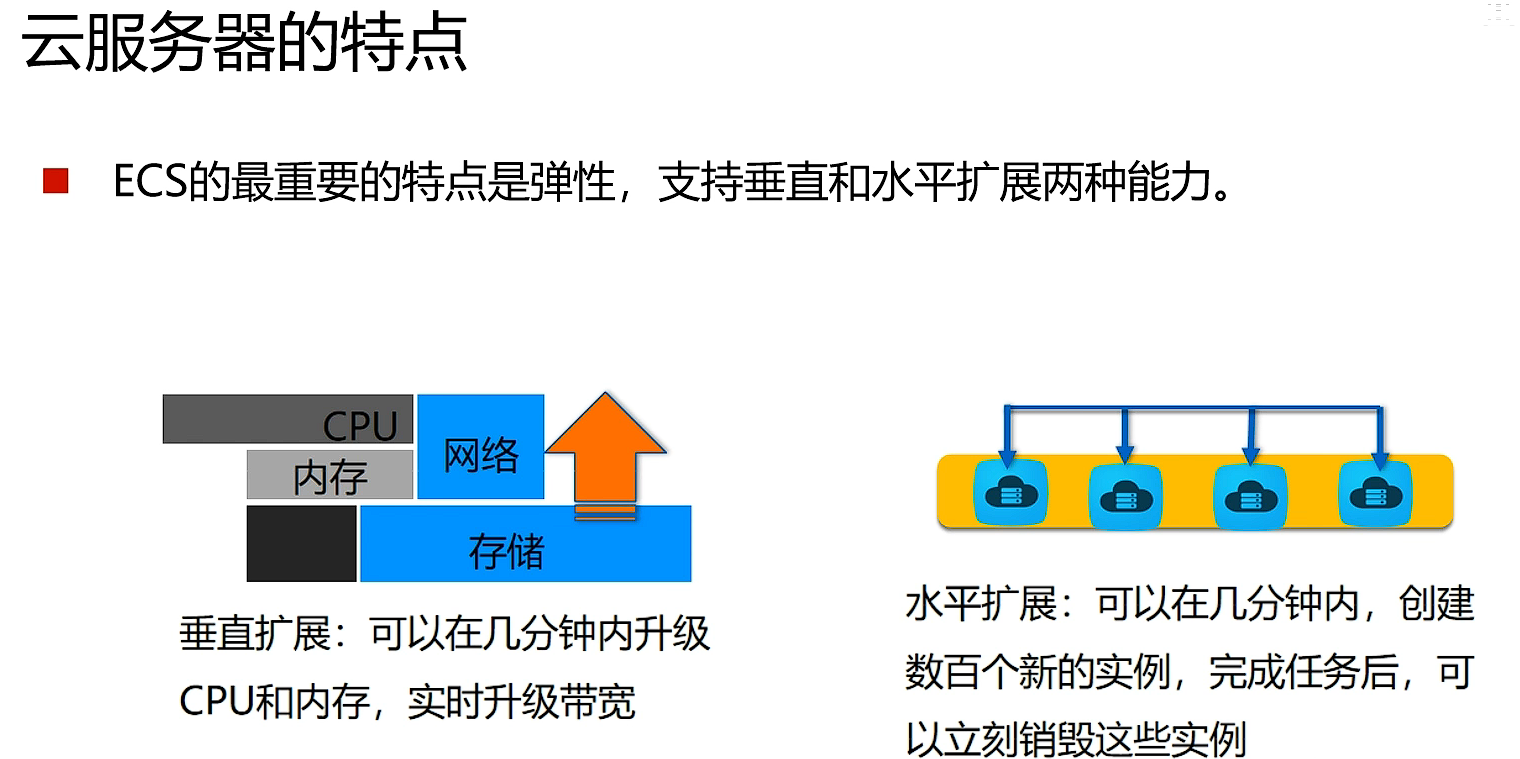 云服务器的特点
ECS的最重要的特点是弹性，支持垂直和水平扩展两种能力。
CPU
内存
网络
存储
垂直扩展：可以在几分钟内升级
CPU和内存，实时升级带宽
水平扩展：可以在几分钟内，创建
数百个新的实例，完成任务后，可
以立刻销毁这些实例